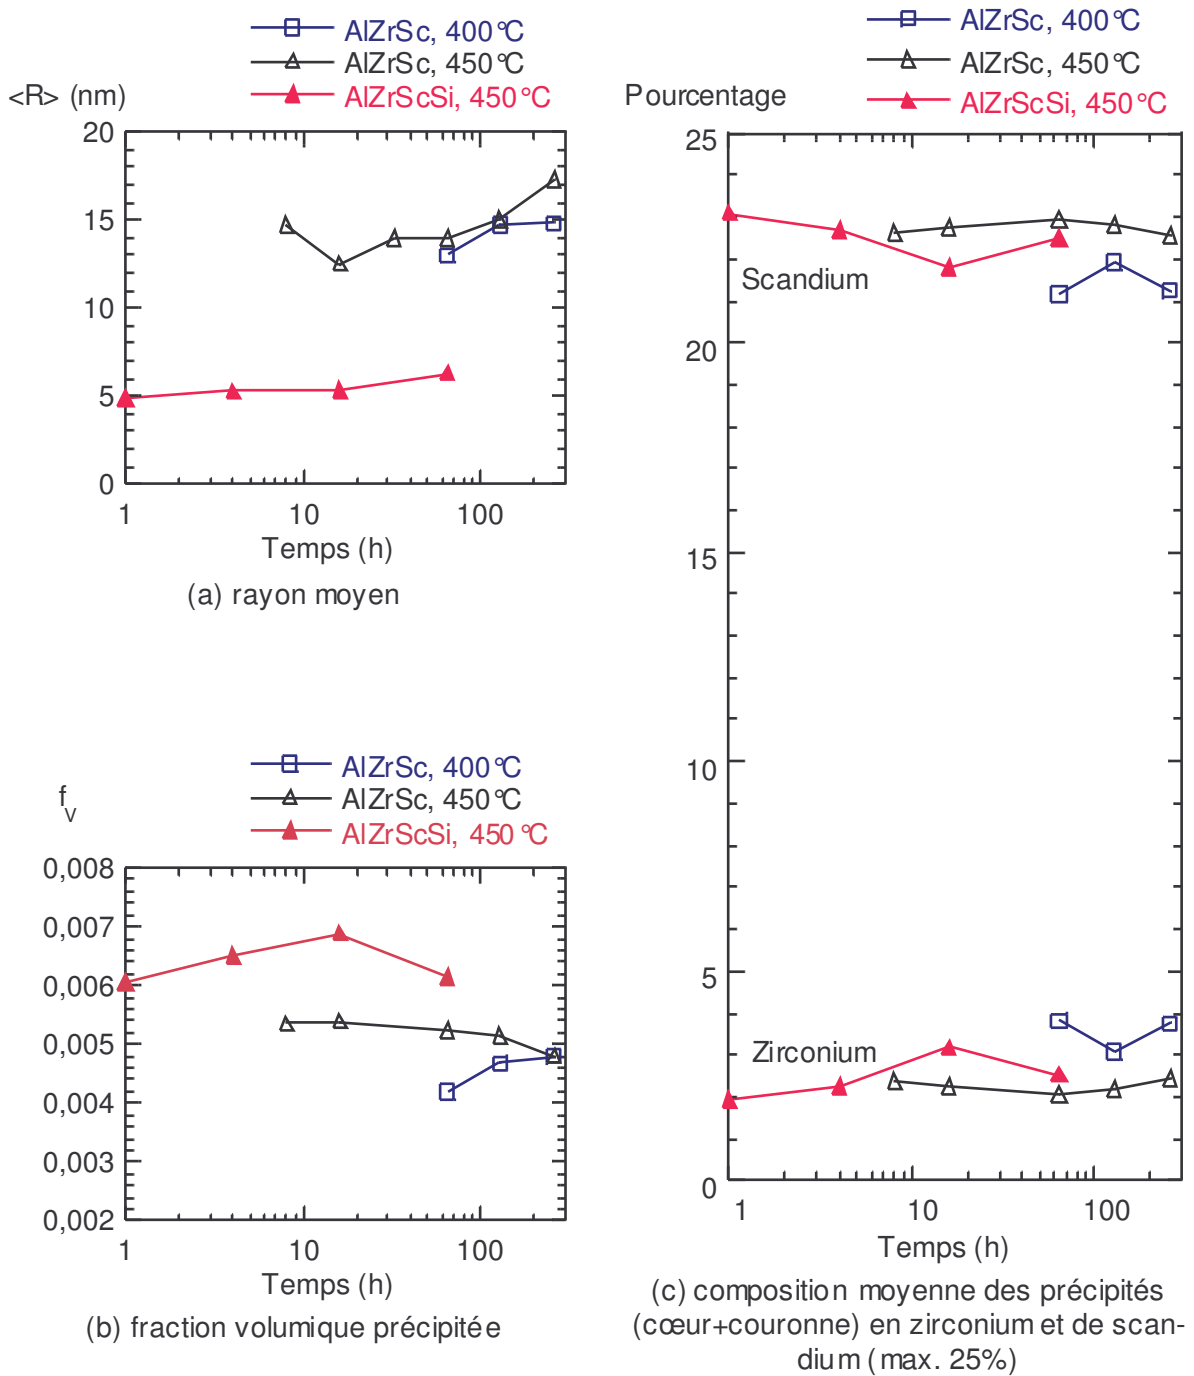 AlZrSc, 400°C
AlZrSc, 450°C
AlZrScSi, 450°C
<R> (nm)
20
15
10
5
0
1
10
100
Temps (h)
(a) rayon moyen
AlZrSc, 400°C
AlZrSc, 450°C
AlZrScSi, 450°C
fv
0,008
0,007
0,006
0,005
0,004
0,003
0,002
1
10
100
Temps (h)
(b) fraction volumique précipitée
AlZrSc, 400°C
AlZrSc, 450°C
AlZrScSi, 450°C
Pourcentage
25
Scandium
20
15
10
5
Zirconium
0
1
10
100
Temps (h)
(c) composition moyenne des précipités
(cœur+couronne) en zirconium et de scan-
dium (max. 25%)